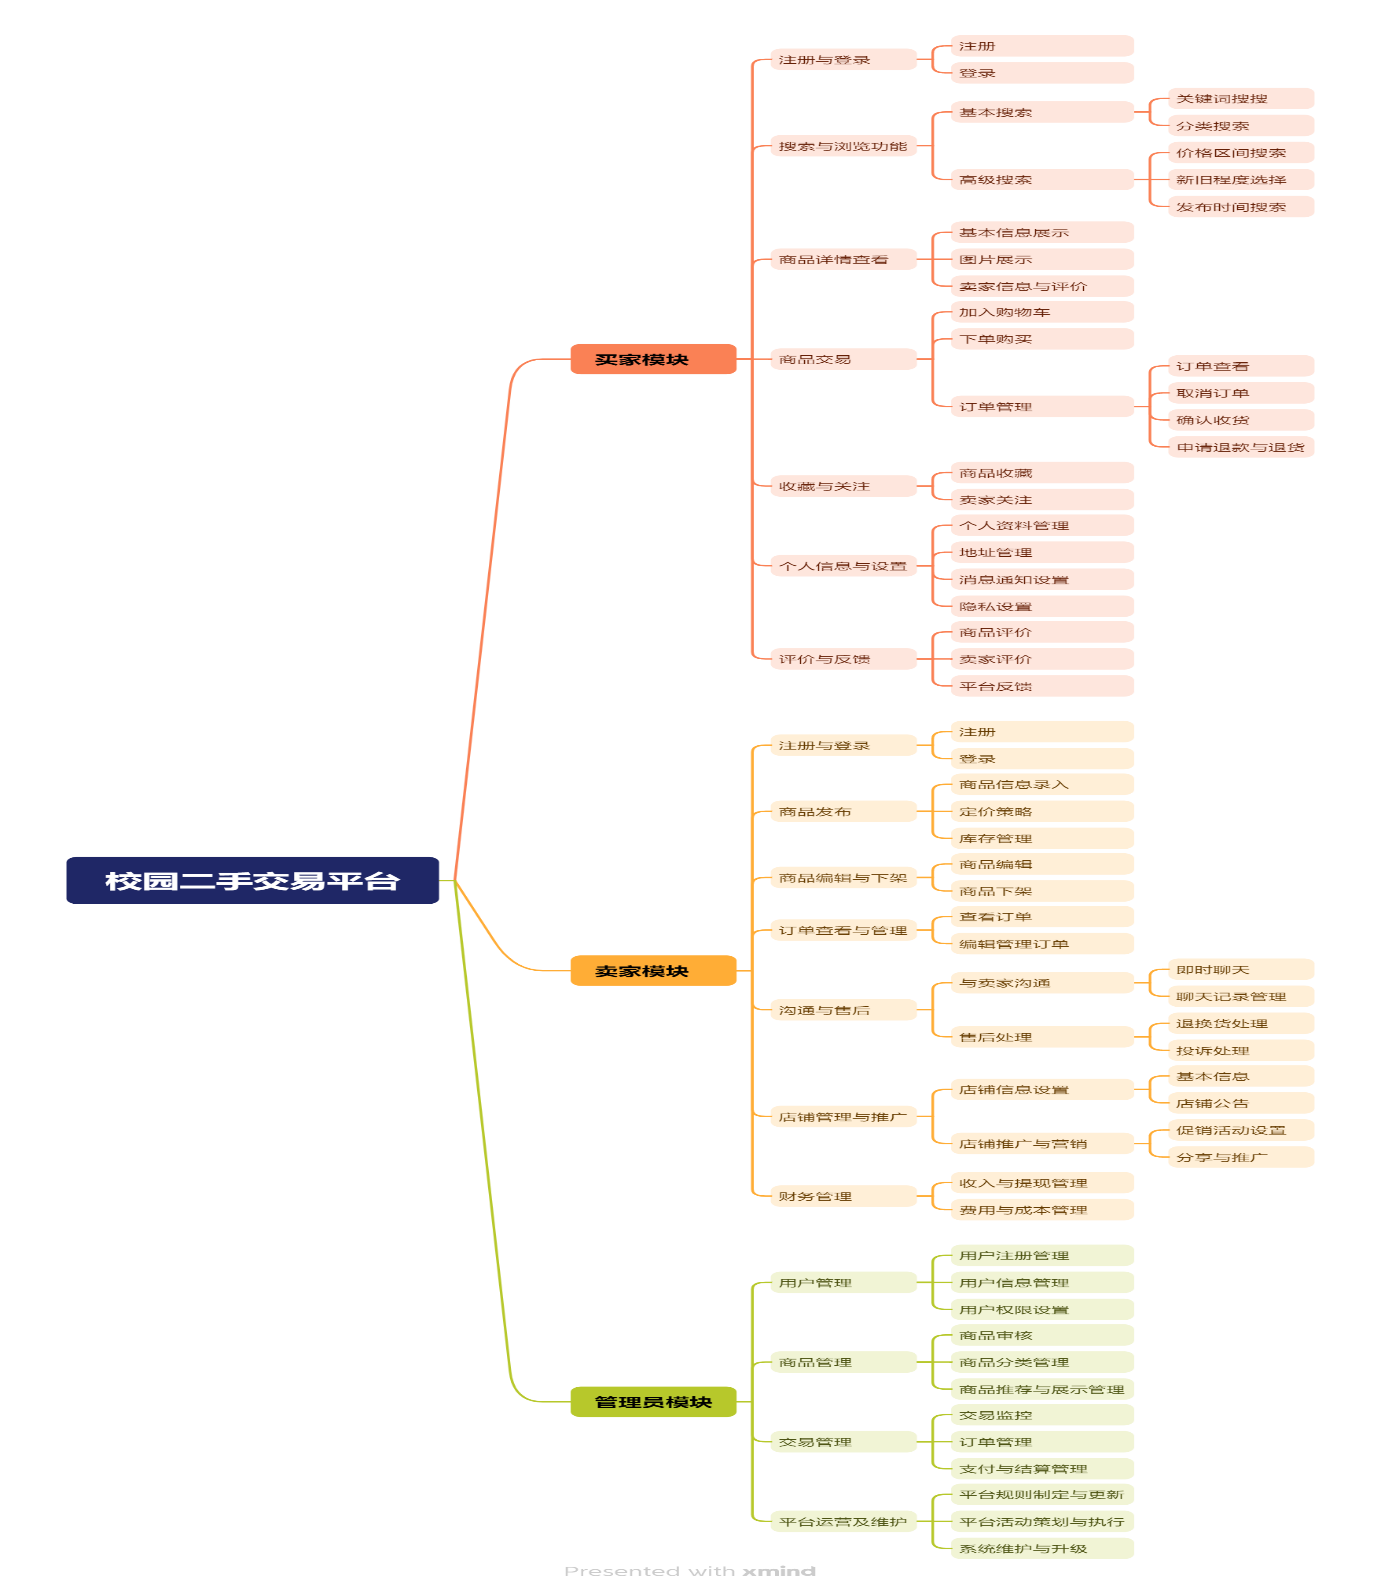 校园二手交易平台
买家模块
注册与登录
注册
登录
搜索与浏览功能
基本搜索
关键词搜搜
分类搜索
高级搜索
价格区间搜索
新旧程度选择
发布时间搜索
商品详情查看
基本信息展示
图片展示
卖家信息与评价
商品交易
加入购物车
下单购买
订单管理
订单查看
取消订单
确认收货
申请退款与退货
收藏与关注
商品收藏
卖家关注
个人信息与设置
个人资料管理
地址管理
消息通知设置
隐私设置
评价与反馈
商品评价
卖家评价
平台反馈
卖家模块
注册与登录
注册
登录
商品发布
商品信息录入
定价策略
库存管理
商品编辑与下架
商品编辑
商品下架
订单查看与管理
查看订单
编辑管理订单
沟通与售后
与卖家沟通
即时聊天
聊天记录管理
售后处理
退换货处理
投诉处理
店铺管理与推广
店铺信息设置
基本信息
店铺公告
店铺推广与营销
促销活动设置
分享与推广
财务管理
收入与提现管理
费用与成本管理
管理员模块
用户管理
用户注册管理
用户信息管理
用户权限设置
商品管理
商品审核
商品分类管理
商品推荐与展示管理
交易管理
交易监控
订单管理
支付与结算管理
平台运营及维护
平台规则制定与更新
平台活动策划与执行
系统维护与升级
Presented with xmind